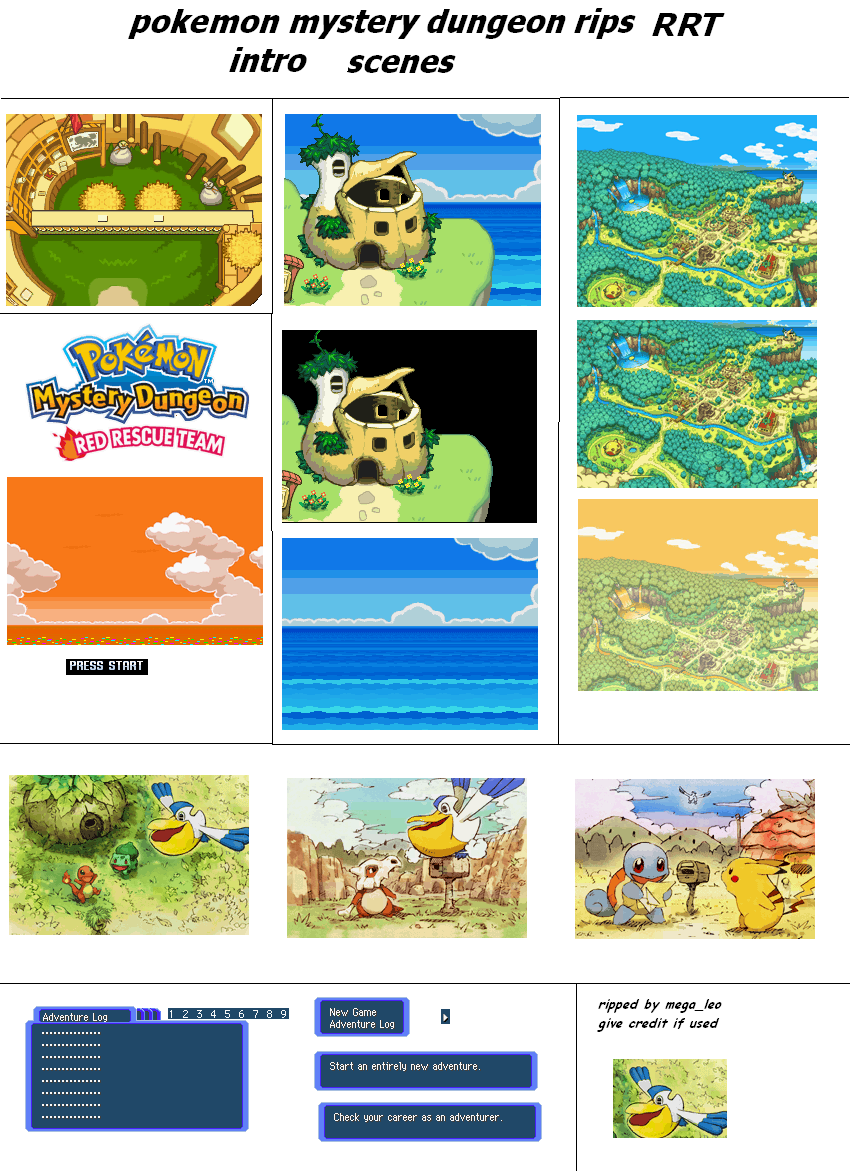 pokemon mystery dungeon rips RRT
intro scenes
POKéMON
Mystery Dungeon
RED RESCUE TEAM
PRESS START
Adventure Log
1 2 3 4 5 6 7 8 9
New Game
Adventure Log
Start an entirely new adventure.
Check your career as an adventurer.
ripped by mega_leo
give credit if used